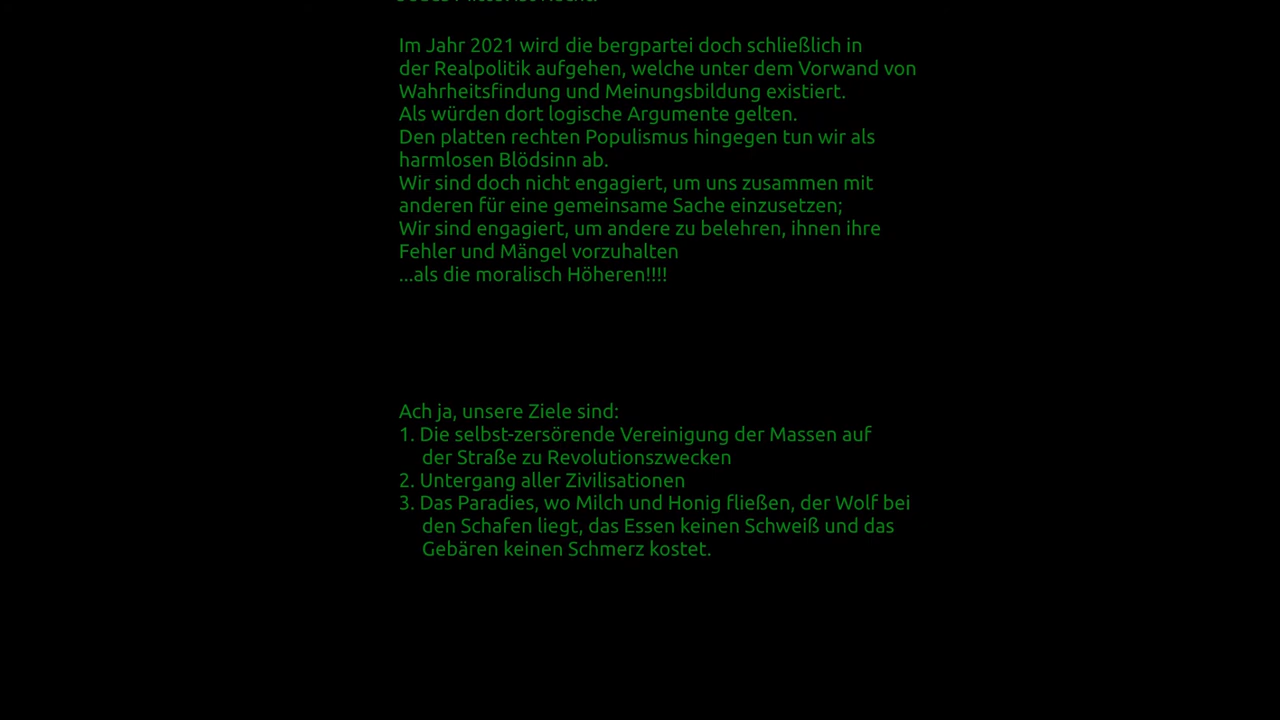 Im Jahr 2021 wird die bergpartei doch schließlich in
der Realpolitik aufgehen, welche unter dem Vorwand von
Wahrheitsfindung und Meinungsbildung existiert.
Als würden dort logische Argumente gelten.
Den platten rechten Populismus hingegen tun wir als
harmlosen Blödsinn ab.
Wir sind doch nicht engagiert, um uns zusammen mit
anderen für eine gemeinsame Sache einzusetzen;
Wir sind engagiert, um andere zu belehren, ihnen ihre
Fehler und Mängel vorzuhalten
...als die moralisch Höheren!!!!
Ach ja, unsere Ziele sind:
1. Die selbst-zersörende Vereinigung der Massen auf
der Straße zu Revolutionszwecken
2. Untergang aller Zivilisationen
3. Das Paradies, wo Milch und Honig fließen, der Wolf bei
den Schafen liegt, das Essen keinen Schweiß und das
Gebären keinen Schmerz kostet.